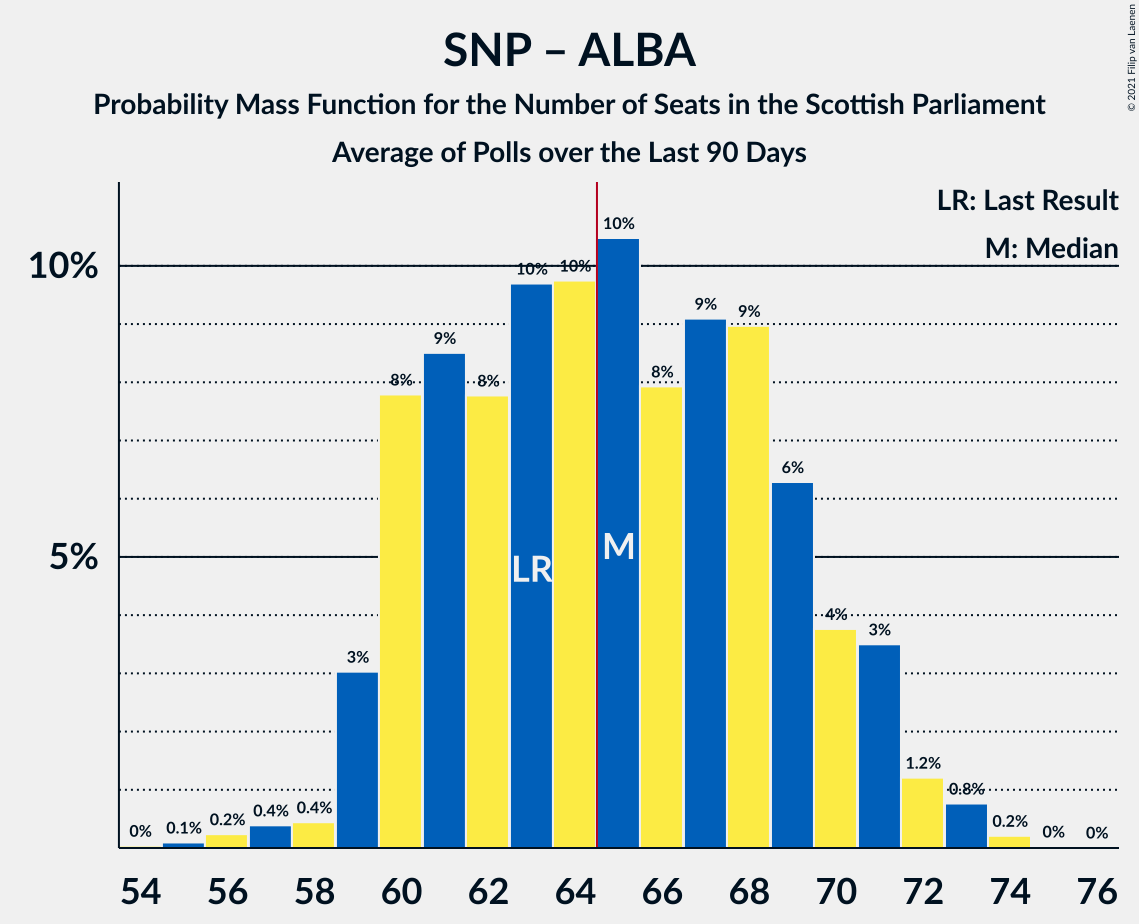 SNP – ALBA
Probability Mass Function for the Number of Seats in the Scottish Parliament
Average of Polls over the Last 90 Days
© 2021 Filip van Laenen
LR: Last Result
M: Median
10%
5%
0%
0.1%
0.2%
0.4%
0.4%
3%
8%
9%
8%
10%
10%
10%
8%
9%
9%
6%
4%
3%
1.2%
0.8%
0.2%
0%
0%
LR
M
54 56 58 60 62 64 66 68 70 72 74 76